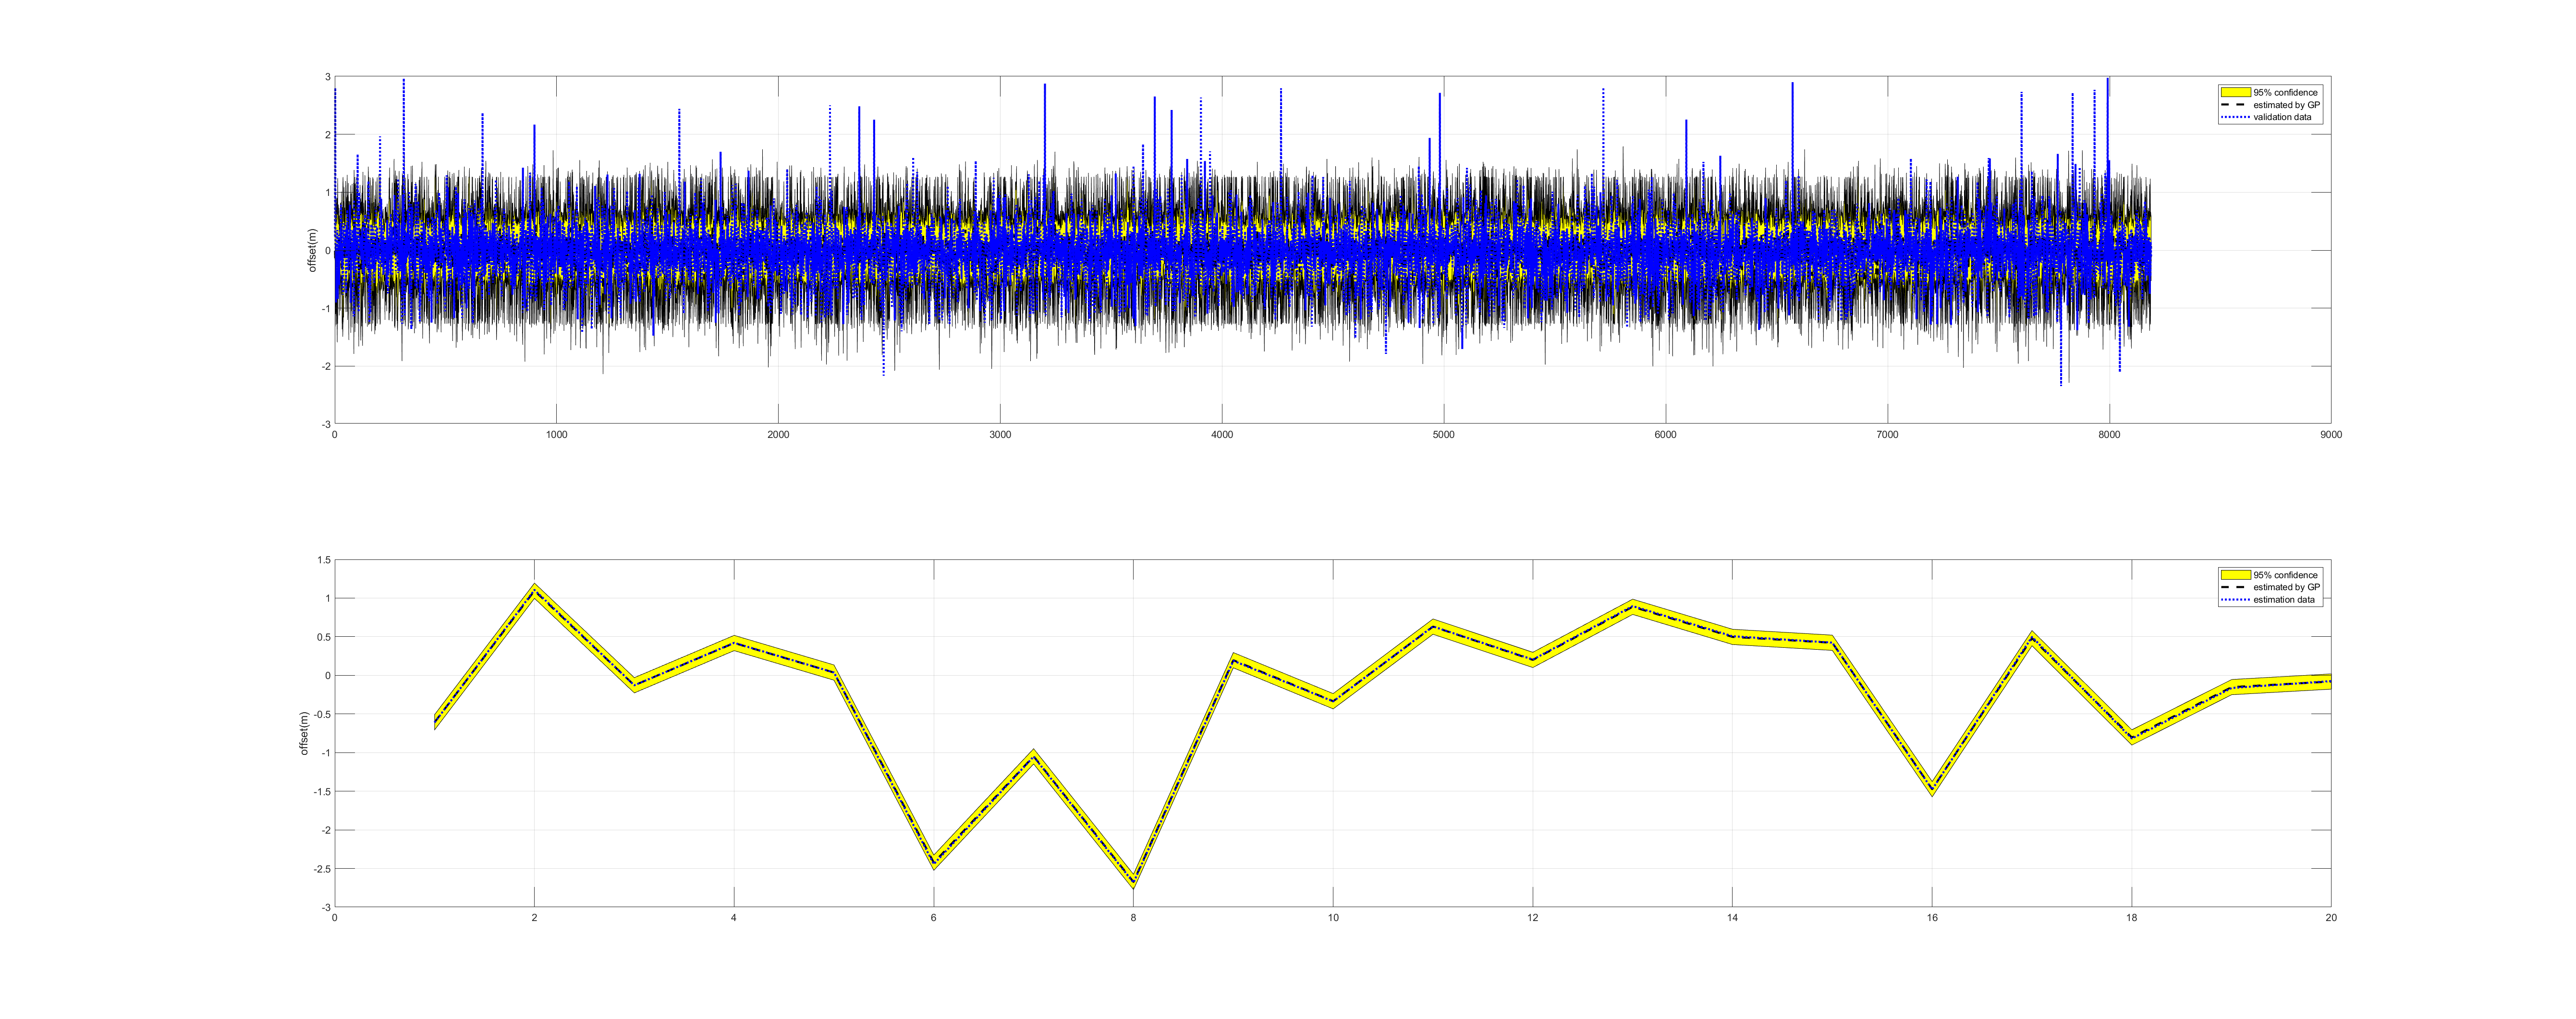 3
2
1
0
-1
-2
-3
offset(m)
0 1000 2000 3000 4000 5000 6000 7000 8000 9000
95% confidence
estimated by GP
validation data
1.5
1
0.5
0
-0.5
-1
-1.5
-2
-2.5
-3
offset(m)
0 2 4 6 8 10 12 14 16 18 20
95% confidence
estimated by GP
estimation data